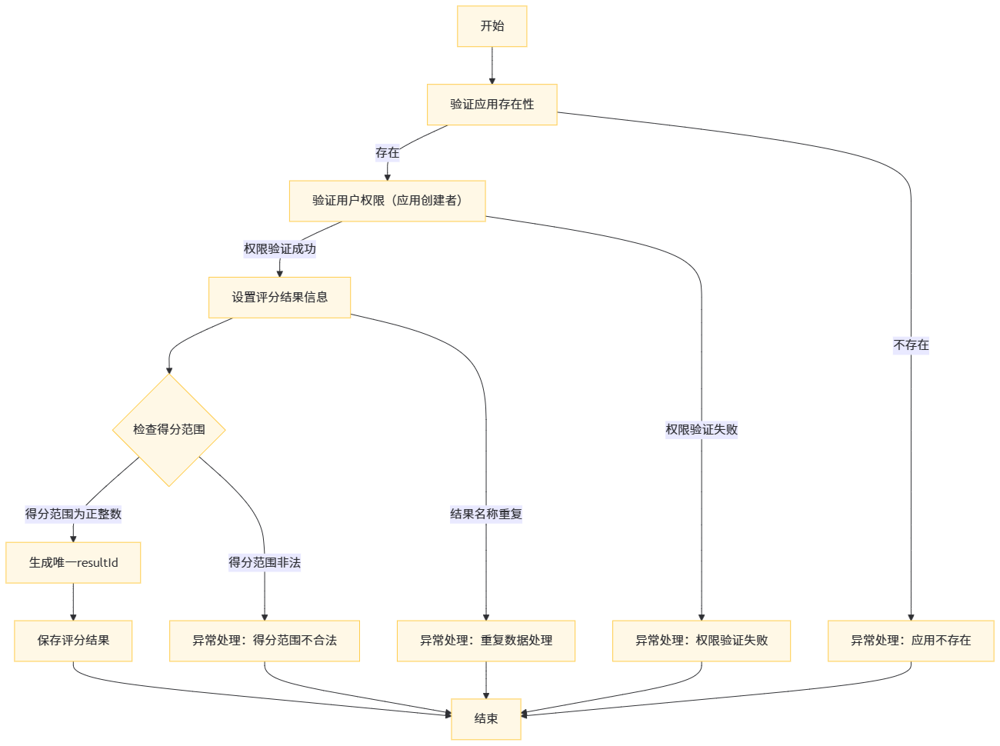 开始
验证应用存在性
存在
验证用户权限（应用创建者）
权限验证成功
设置评分结果信息
不存在
检查得分范围
权限验证失败
得分范围为正整数
结果名称重复
生成唯一resultId
得分范围非法
保存评分结果
异常处理：得分范围不合法
异常处理：重复数据处理
异常处理：权限验证失败
异常处理：应用不存在
结束